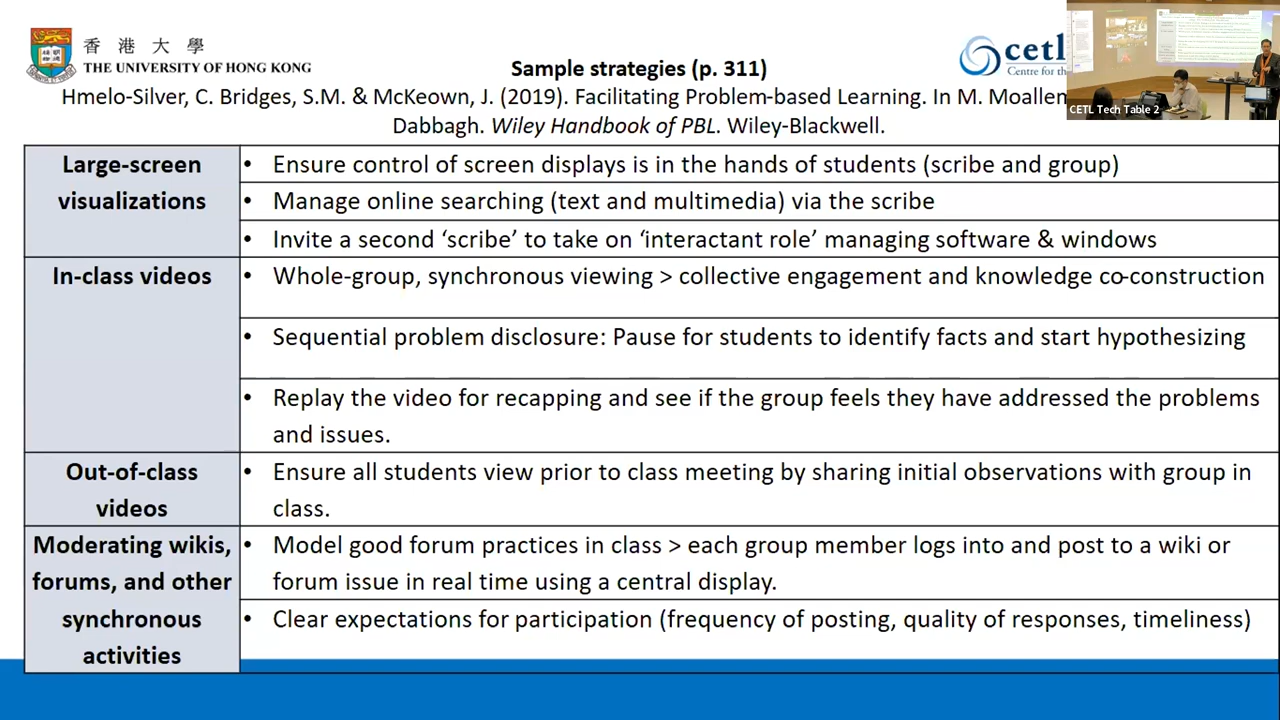 香港大學
THE UNIVERSITY OF HONG KONG
cetl
Centre for the
CETL Tech Table 2
Sample strategies (p. 311)
Hmelo-Silver, C. Bridges, S.M. & McKeown, J. (2019). Facilitating Problem-based Learning. In M. Moallem
Dabbagh. Wiley Handbook of PBL. Wiley-Blackwell.
Large-screen
visualizations
• Ensure control of screen displays is in the hands of students (scribe and group)
• Manage online searching (text and multimedia) via the scribe
• Invite a second ‘scribe’ to take on ‘interactant role’ managing software & windows
In-class videos
• Whole-group, synchronous viewing > collective engagement and knowledge co-construction
• Sequential problem disclosure: Pause for students to identify facts and start hypothesizing
• Replay the video for recapping and see if the group feels they have addressed the problems
and issues.
Out-of-class
videos
• Ensure all students view prior to class meeting by sharing initial observations with group in
class.
Moderating wikis,
forums, and other
synchronous
activities
• Model good forum practices in class > each group member logs into and post to a wiki or
forum issue in real time using a central display.
• Clear expectations for participation (frequency of posting, quality of responses, timeliness)